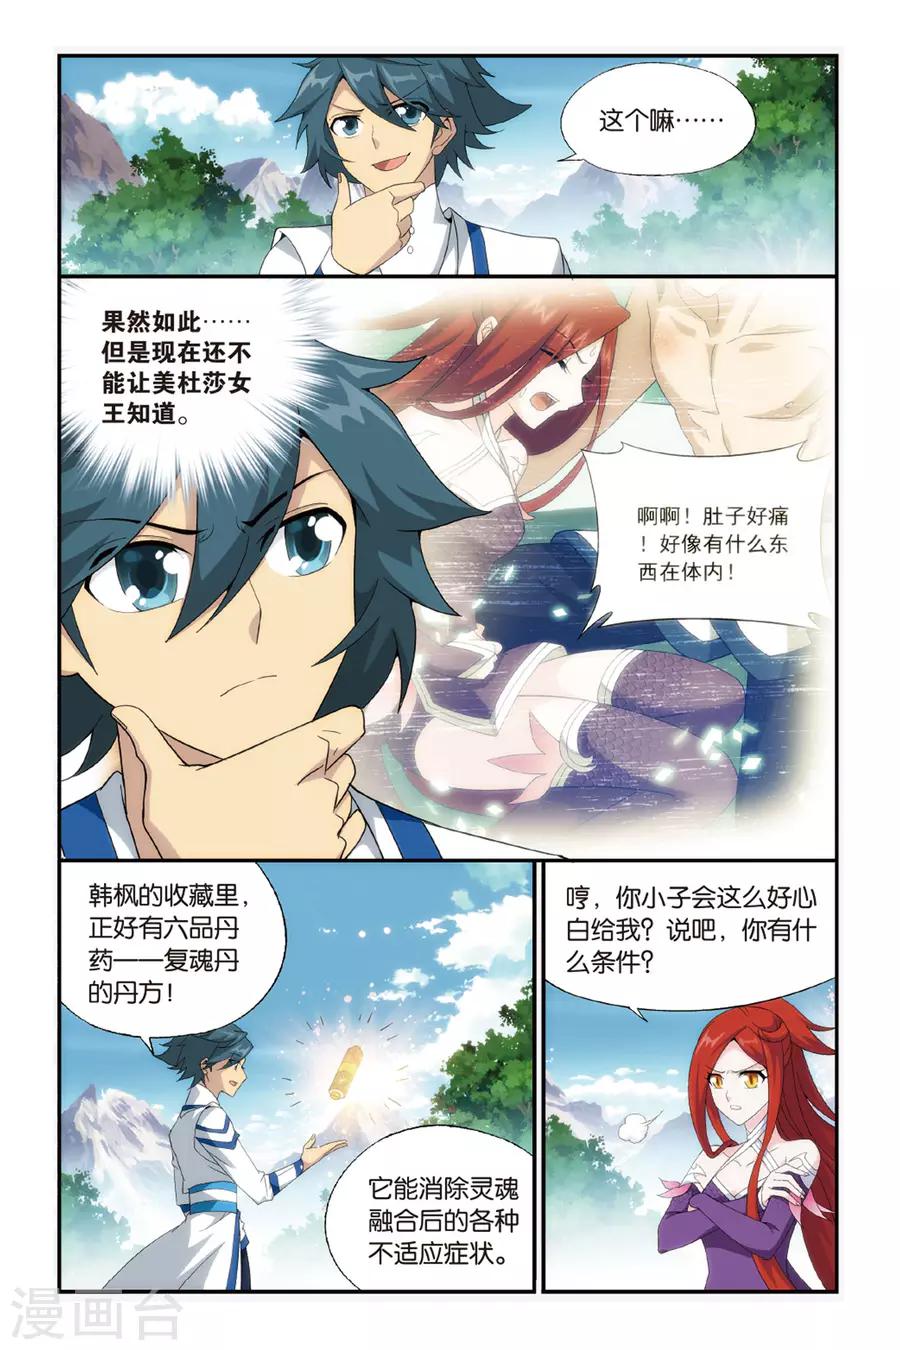 这个嘛……
果然如此……
但是现在还不
能让美杜莎女
王知道。
啊啊！肚子好痛
！好像有什么东
西在体内！
韩枫的收藏里，
正好有六品丹
药——复魂丹
的丹方！
它能消除灵魂
融合后的各种
不适应症状。
哼，你小子会这么好心
白给我？说吧，你有什
么条件？
漫画台